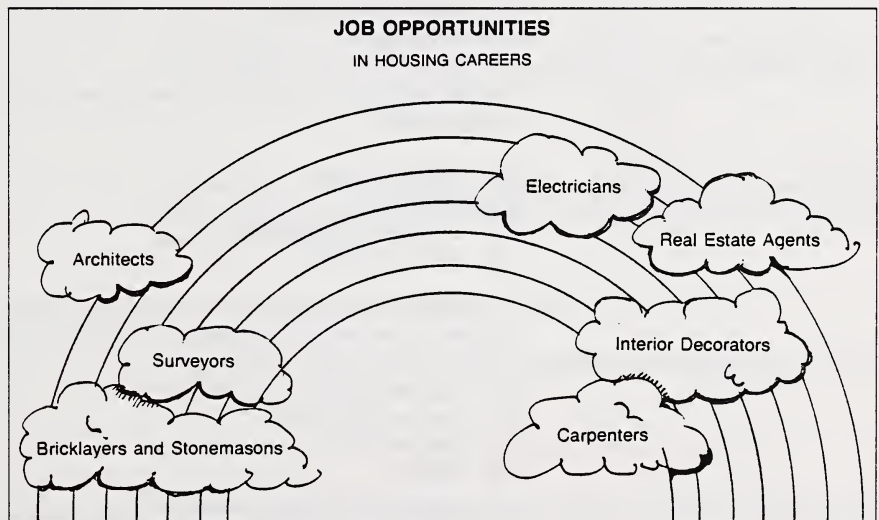 JOB OPPORTUNITIES
IN HOUSING CAREERS
Electricians
Real Estate Agents
Architects
Interior Decorators
Surveyors
Carpenters
Bricklayers and Stonemasons